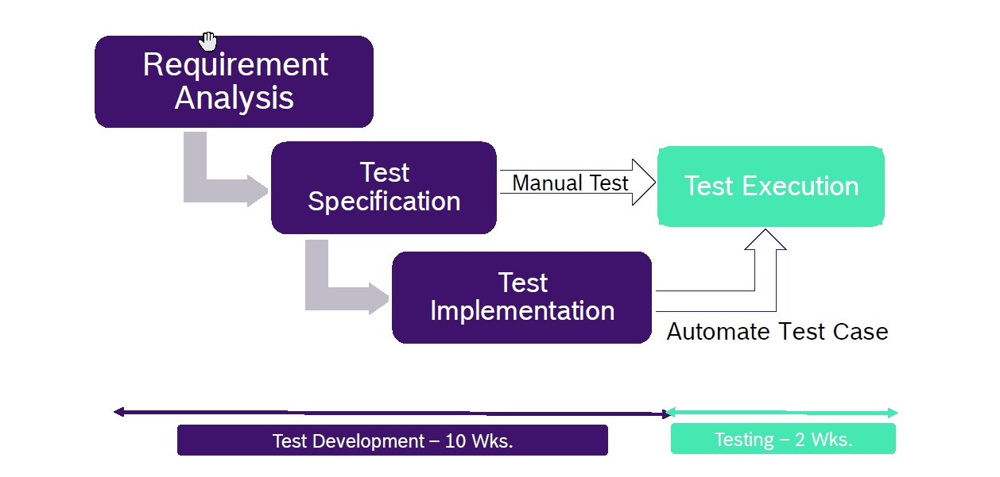 Requirement
Analysis
Test
Specification
Manual Test
Test Execution
Test
Implementation
Automate Test Case
Test Development – 10 Wks.
Testing – 2 Wks.